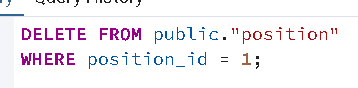 Query History
DELETE FROM public."position"
WHERE position_id = 1;